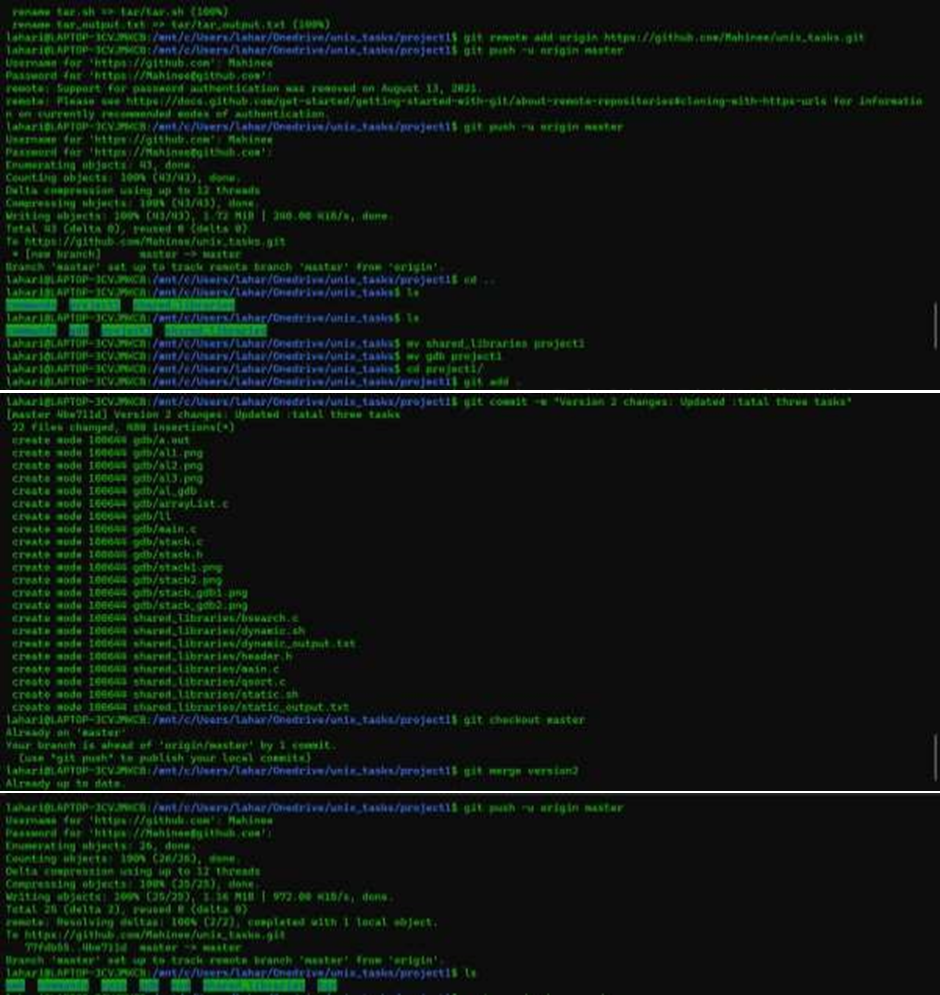 rename tar.sh => tar/tar.sh (100%)
rename tar_output.txt => tar/tar_output.txt (100%)
lahari@LAPTOP-3CVJMHCB:/mnt/c/Users/lahar/Onedrive/unix_tasks/project1$ git remote add origin https://github.com/Mahinee/unix_tasks.git
lahari@LAPTOP-3CVJMHCB:/mnt/c/Users/lahar/Onedrive/unix_tasks/project1$ git push -u origin master
Username for 'https://github.com': Mahinee
Password for 'https://Mahinee@github.com':
remote: Support for password authentication was removed on August 13, 2021.
remote: Please see https://docs.github.com/get-started/getting-started-with-git/about-remote-repositories#cloning-with-https-urls for informatio
n on currently recommended modes of authentication.
lahari@LAPTOP-3CVJMHCB:/mnt/c/Users/lahar/Onedrive/unix_tasks/project1$ git push -u origin master
Username for 'https://github.com': Mahinee
Password for 'https://Mahinee@github.com':
Enumerating objects: 43, done.
Counting objects: 100% (43/43), done.
Delta compression using up to 12 threads
Compressing objects: 100% (43/43), done.
Writing objects: 100% (43/43), 1.72 MiB | 240.00 KiB/s, done.
Total 43 (delta 0), reused 0 (delta 0)
To https://github.com/Mahinee/unix_tasks.git
* [new branch] master -> master
Branch 'master' set up to track remote branch 'master' from 'origin'.
lahari@LAPTOP-3CVJMHCB:/mnt/c/Users/lahar/Onedrive/unix_tasks/project1$ cd ..
lahari@LAPTOP-3CVJMHCB:/mnt/c/Users/lahar/Onedrive/unix_tasks$ ls
project1 shared_libraries
lahari@LAPTOP-3CVJMHCB:/mnt/c/Users/lahar/Onedrive/unix_tasks$ ls
gdb project1 shared_libraries
lahari@LAPTOP-3CVJMHCB:/mnt/c/Users/lahar/Onedrive/unix_tasks$ mv shared_libraries project1
lahari@LAPTOP-3CVJMHCB:/mnt/c/Users/lahar/Onedrive/unix_tasks$ mv gdb project1
lahari@LAPTOP-3CVJMHCB:/mnt/c/Users/lahar/Onedrive/unix_tasks$ cd project1/
lahari@LAPTOP-3CVJMHCB:/mnt/c/Users/lahar/Onedrive/unix_tasks/project1$ git add .
lahari@LAPTOP-3CVJMHCB:/mnt/c/Users/lahar/Onedrive/unix_tasks/project1$ git commit -m "Version 2 changes: Updated :tatal three tasks"
[master 4be711d] Version 2 changes: Updated :tatal three tasks
22 files changed, insertions(+)
create mode 100644 gdb/a.out
create mode 100644 gdb/al1.png
create mode 100644 gdb/al2.png
create mode 100644 gdb/al3.png
create mode 100644 gdb/al_gdb
create mode 100644 gdb/arrayList.c
create mode 100644 gdb/ll
create mode 100644 gdb/main.c
create mode 100644 gdb/stack.c
create mode 100644 gdb/stack.h
create mode 100644 gdb/stack1.png
create mode 100644 gdb/stack2.png
create mode 100644 gdb/stack_gdb1.png
create mode 100644 gdb/stack_gdb2.png
create mode 100644 shared_libraries/bsearch.c
create mode 100644 shared_libraries/dynamic.sh
create mode 100644 shared_libraries/dynamic_output.txt
create mode 100644 shared_libraries/header.h
create mode 100644 shared_libraries/main.c
create mode 100644 shared_libraries/qsort.c
create mode 100644 shared_libraries/static.sh
create mode 100644 shared_libraries/static_output.txt
lahari@LAPTOP-3CVJMHCB:/mnt/c/Users/lahar/Onedrive/unix_tasks/project1$ git checkout master
Already on 'master'
Your branch is ahead of 'origin/master' by 1 commit.
(use "git push" to publish your local commits)
lahari@LAPTOP-3CVJMHCB:/mnt/c/Users/lahar/Onedrive/unix_tasks/project1$ git merge version2
Already up to date.
lahari@LAPTOP-3CVJMHCB:/mnt/c/Users/lahar/Onedrive/unix_tasks/project1$ git push -u origin master
Username for 'https://github.com': Mahinee
Password for 'https://Mahinee@github.com':
Enumerating objects: 26, done.
Counting objects: 100% (26/26), done.
Delta compression using up to 12 threads
Compressing objects: 100% (25/25), done.
Writing objects: 100% (25/25), 1.16 MiB | 972.00 KiB/s, done.
Total 25 (delta 2), reused 0 (delta 0)
remote: Resolving deltas: 100% (2/2), completed with 1 local object.
To https://github.com/Mahinee/unix_tasks.git
master -> master
Branch 'master' set up to track remote branch 'master' from 'origin'.
lahari@LAPTOP-3CVJMHCB:/mnt/c/Users/lahar/Onedrive/unix_tasks/project1$ ls
shared_libraries